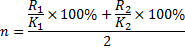 n = (R₁/K₁ × 100% + R₂/K₂ × 100%) / 2